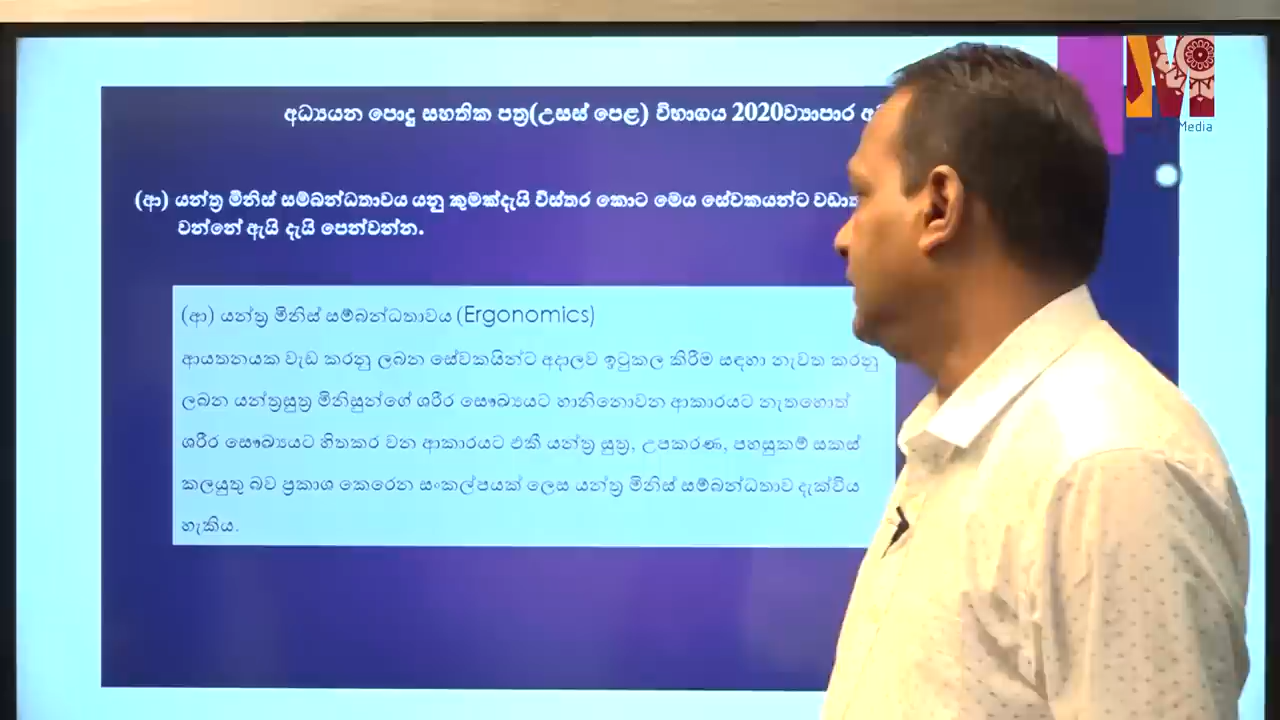 අධ්‍යයන පොදු සහතික පත්‍ර(උසස් පෙළ) විභාගය 2020ව්‍යාපාර
(ආ) යන්ත්‍ර මිනිස් සම්බන්ධතාවය යනු කුමක්දැයි විස්තර කොට මෙය සේවකයන්ට
වන්නේ ඇයි දැයි පෙන්වන්න.
(ආ) යන්ත්‍ර මිනිස් සම්බන්ධතාවය (Ergonomics)
ආයතනයක වැඩ කරනු ලබන සේවකයින්ට අදාලව ඉටුකල කිරීම සඳහා නැවත කරනු
ලබන යන්ත්‍රසුත්‍ර මිනිසුන්ගේ ශරීර සෞඛ්‍යයට හානිනොවන ආකාරයට නැතහොත්
ශරීර සෞඛ්‍යයට හිතකර වන ආකාරයට එකී යන්ත්‍ර සුත්‍ර, උපකරණ, පහසුකම් සකස්
කලයුතු බව ප්‍රකාශ කෙරෙන සංකල්පයක් ලෙස යන්ත්‍ර මිනිස් සම්බන්ධතාව දැක්විය
හැකිය.
M
Media